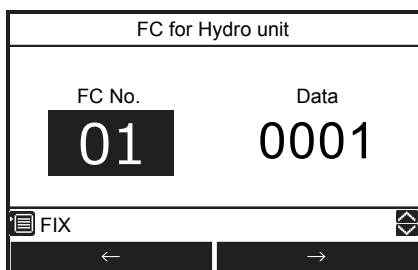 FC for Hydro unit
FC No. Data
01 0001
FIX
← →